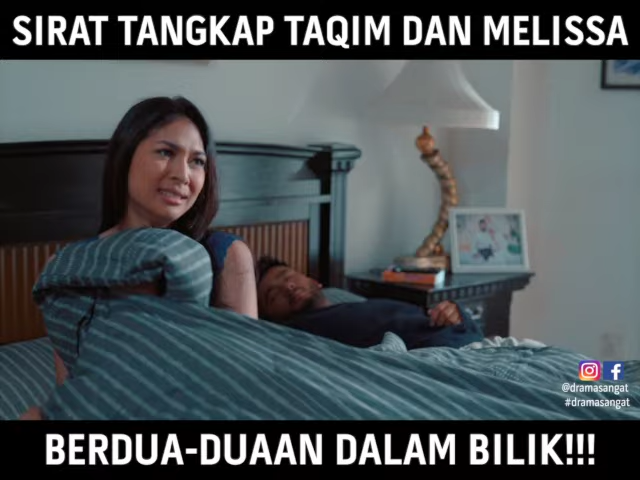 SIRAT TANGKAP TAQIM DAN MELISSA
@dramasangat
#dramasangat
BERDUA-DUAAN DALAM BILIK!!!